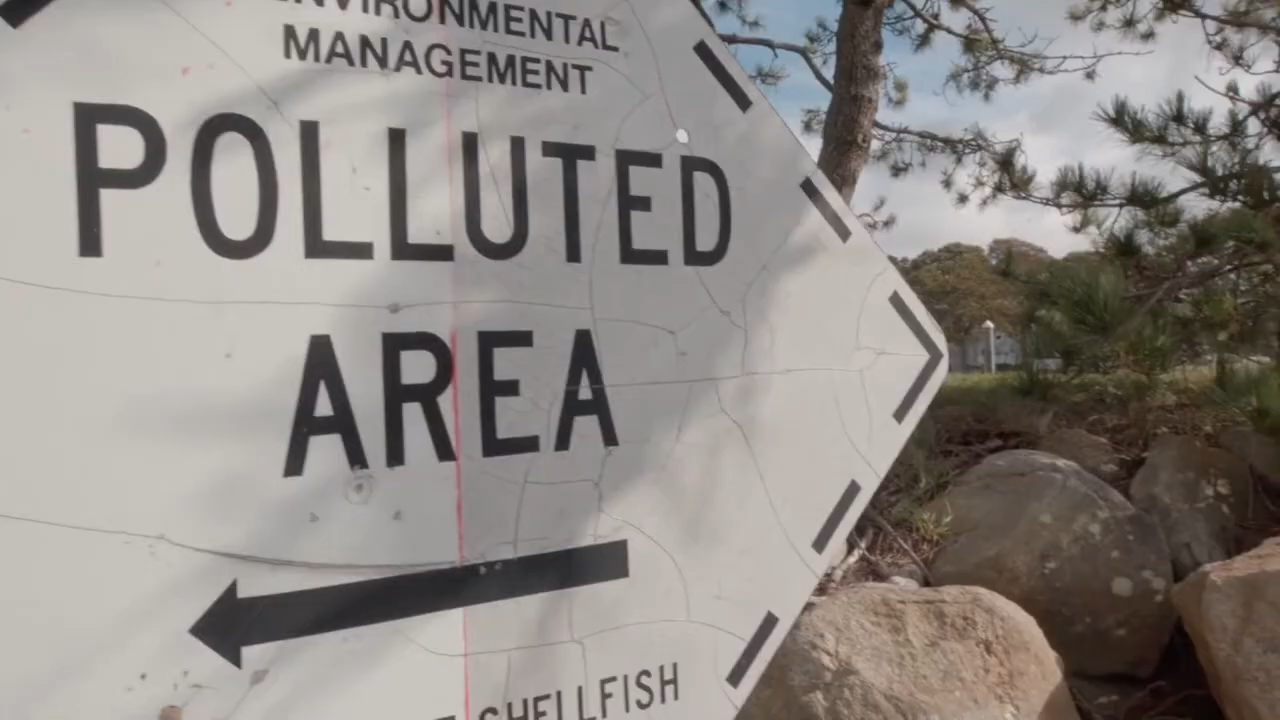 ENVIRONMENTAL
MANAGEMENT
POLLUTED
AREA
SHELLFISH